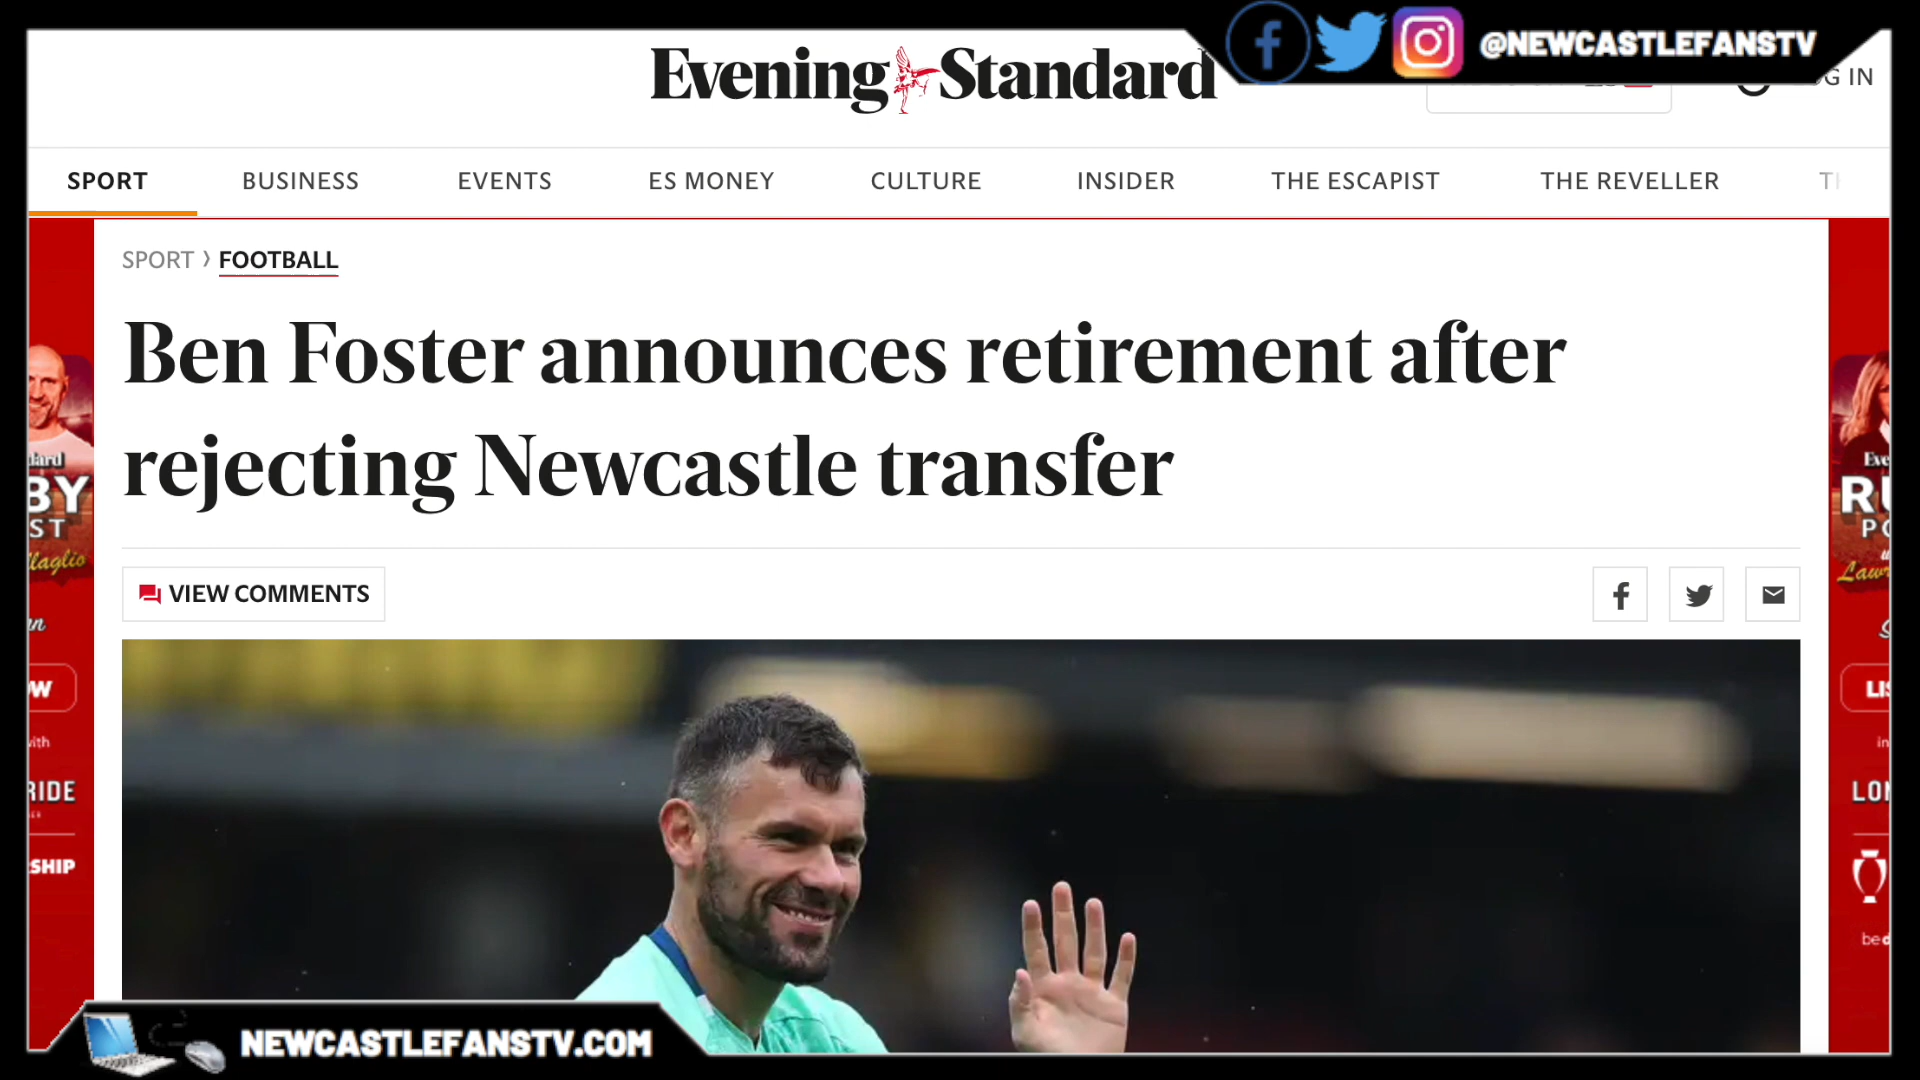 @NEWCASTLEFANSTV
Evening Standard
G IN
SPORT BUSINESS EVENTS ES MONEY CULTURE INSIDER THE ESCAPIST THE REVELLER
SPORT > FOOTBALL
Ben Foster announces retirement after
rejecting Newcastle transfer
VIEW COMMENTS
NEWCASTLEFANSTV.COM